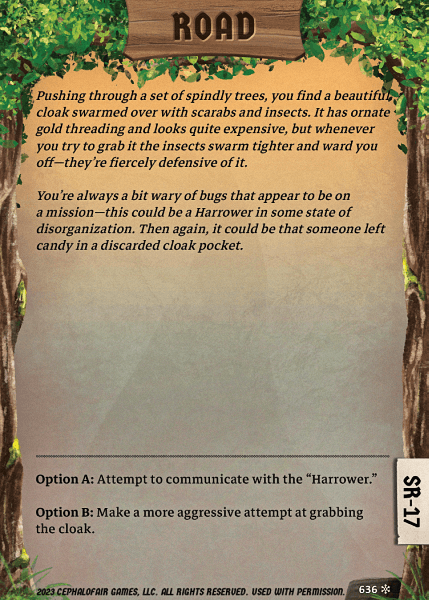 ROAD
Pushing through a set of spindly trees, you find a beautiful
cloak swarmed over with scarabs and insects. It has ornate
gold threading and looks quite expensive, but whenever
you try to grab it the insects swarm tighter and ward you
off—they’re fiercely defensive of it.
You’re always a bit wary of bugs that appear to be on
a mission—this could be a Harrower in some state of
disorganization. Then again, it could be that someone left
candy in a discarded cloak pocket.
Option A: Attempt to communicate with the “Harrower.”
Option B: Make a more aggressive attempt at grabbing
the cloak.
SR-17
2023 CEPHALOFAIR GAMES, LLC. ALL RIGHTS RESERVED. USED WITH PERMISSION.
636